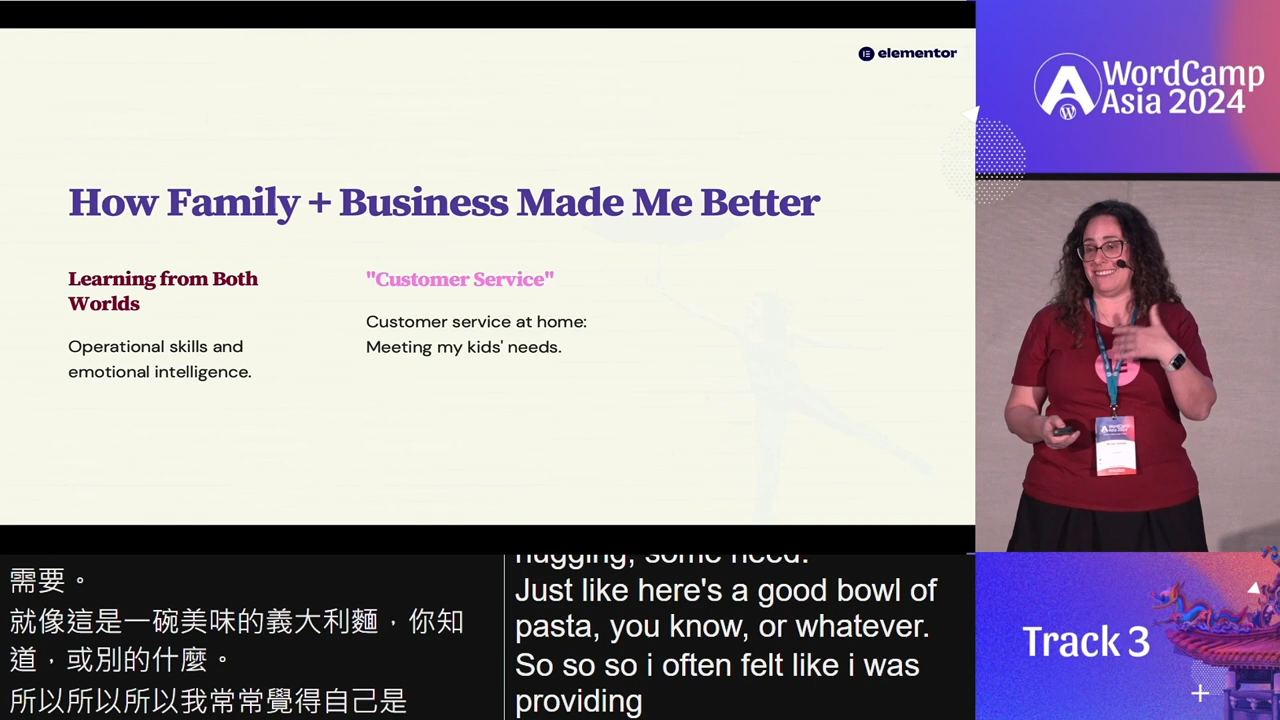 elementor
How Family + Business Made Me Better
Learning from Both
Worlds
Operational skills and
emotional intelligence.
"Customer Service"
Customer service at home:
Meeting my kids' needs.
WordCamp
Asia 2024
需要。
就像這是一碗美味的義大利麵，你知
道，或別的什麼。
所以所以所以我常常覺得自己是
hugging, some need.
Just like here's a good bowl of
pasta, you know, or whatever.
So so so i often felt like i was
providing
Track 3